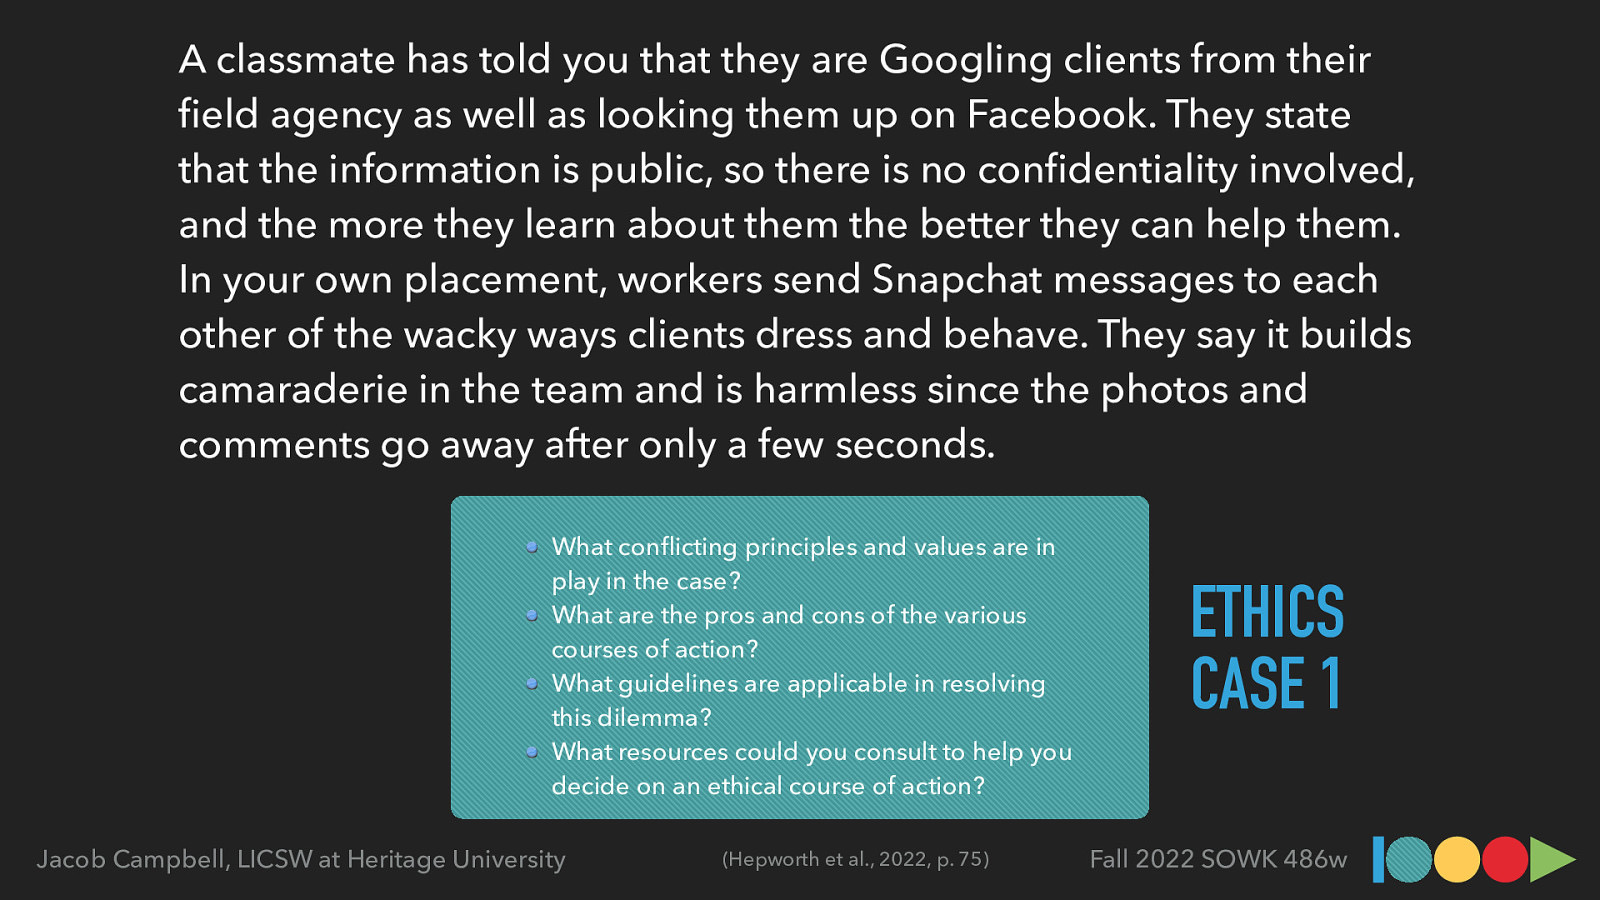 A classmate has told you that they are Googling clients from their
field agency as well as looking them up on Facebook. They state
that the information is public, so there is no confidentiality involved,
and the more they learn about them the better they can help them.
In your own placement, workers send Snapchat messages to each
other of the wacky ways clients dress and behave. They say it builds
camaraderie in the team and is harmless since the photos and
comments go away after only a few seconds.
• What conflicting principles and values are in
play in the case?
• What are the pros and cons of the various
courses of action?
• What guidelines are applicable in resolving
this dilemma?
• What resources could you consult to help you
decide on an ethical course of action?
ETHICS
CASE 1
Jacob Campbell, LICSW at Heritage University
(Hepworth et al., 2022, p. 75)
Fall 2022 SOWK 486w